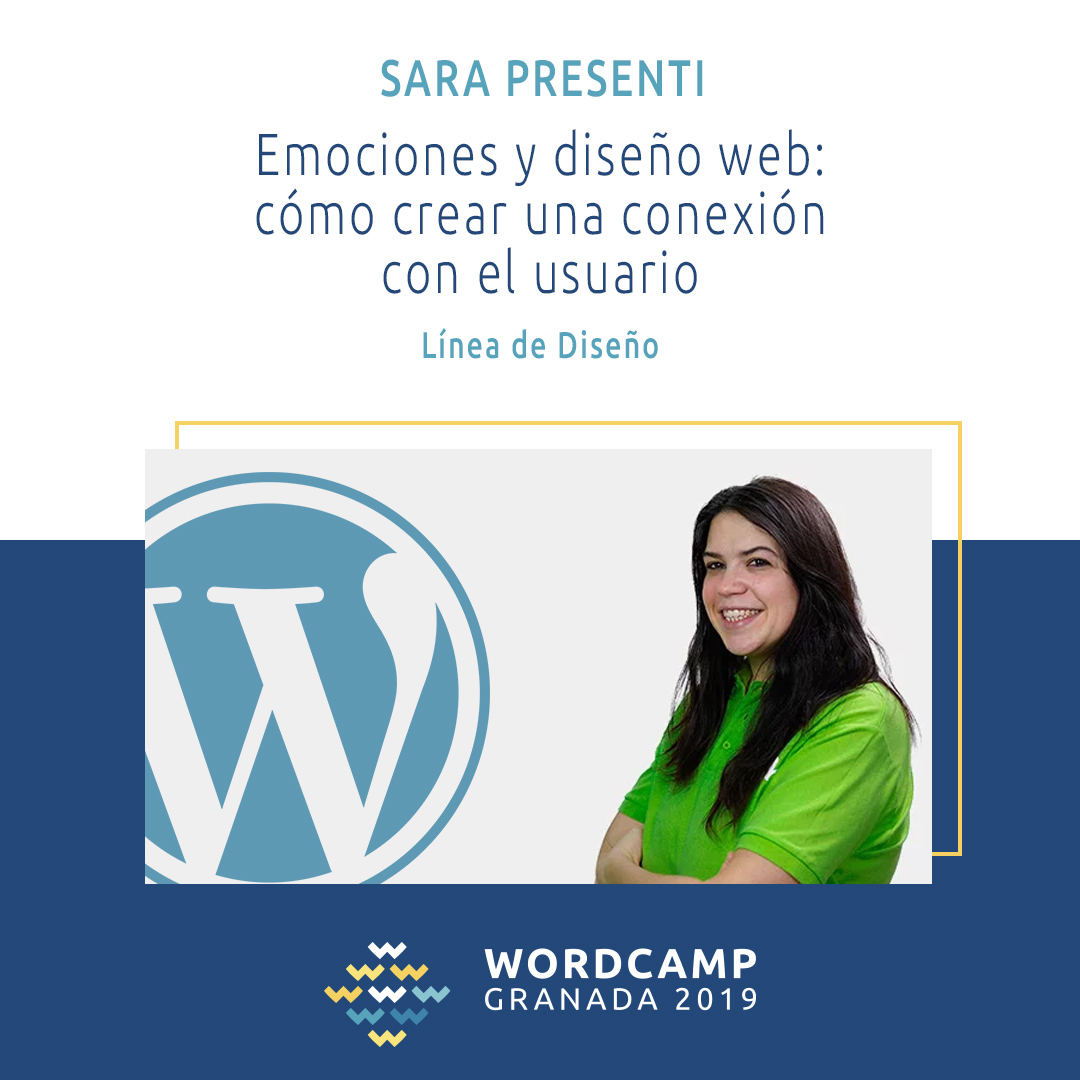 SARA PRESENTI
Emociones y diseño web:
cómo crear una conexión
con el usuario
Línea de Diseño
WORDCAMP
GRANADA 2019